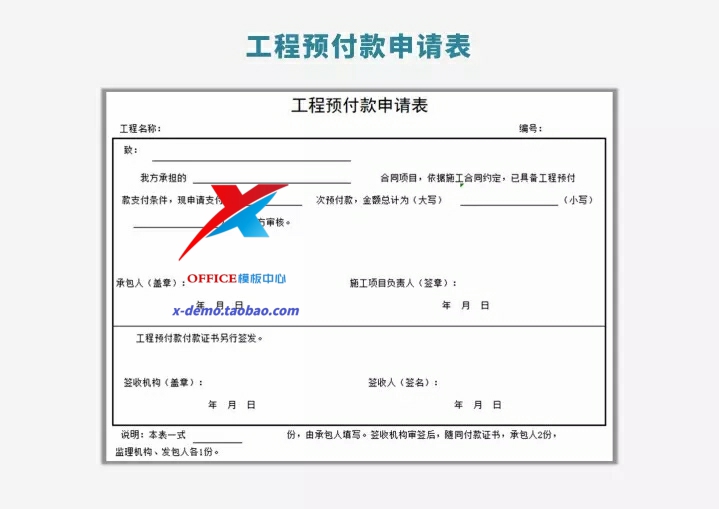 工程预付款申请表
工程预付款申请表
工程名称： 编号：
致：
我方承担的 合同项目，依据施工合同约定，已具备工程预付
款支付条件，现申请支付 次预付款，金额总计为（大写） （小写）
方审核。
OFFICE模板中心
承包人（盖章）： 施工项目负责人（签章）：
年 月 日 年 月 日
x-demo.taobao.com
工程预付款付款证书另行签发。
签收机构（盖章）： 签收人（签名）：
年 月 日 年 月 日
说明：本表一式 份，由承包人填写。签收机构审签后，随同付款证书，承包人2份，
监理机构、发包人各1份。